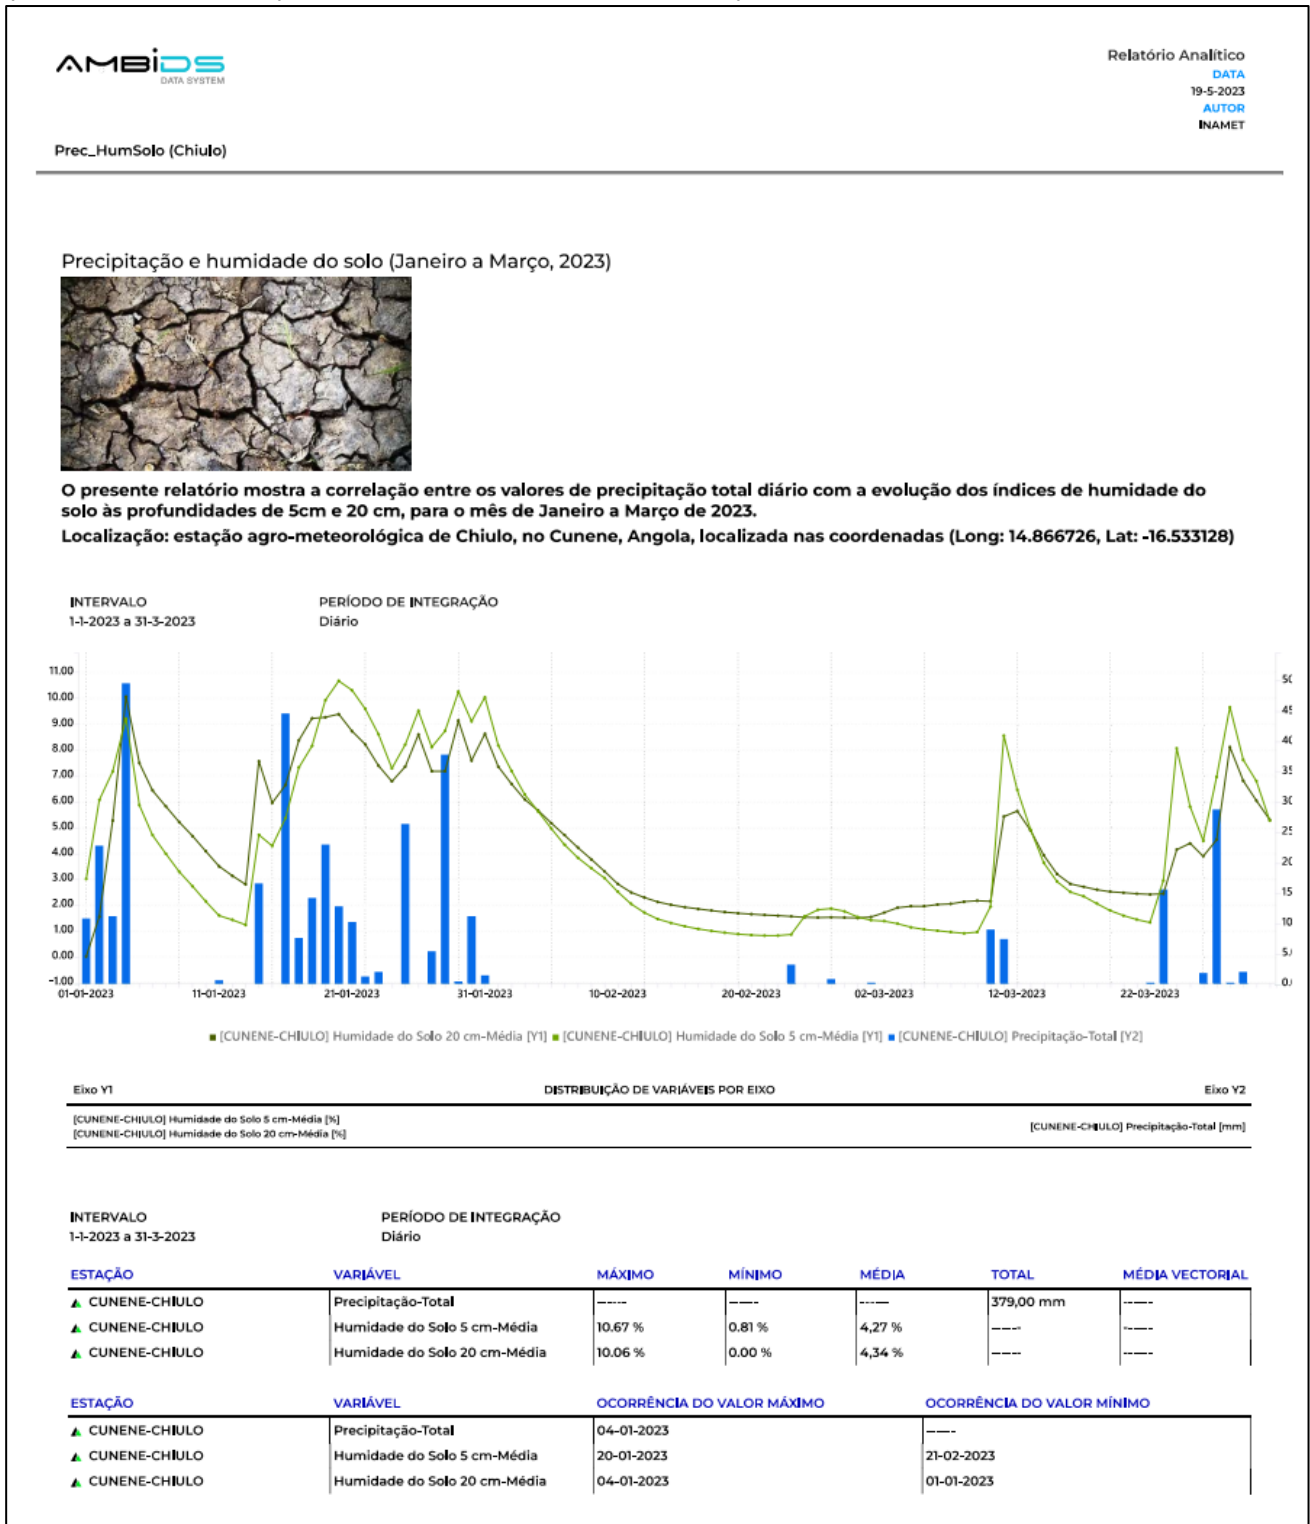 AMBIDS
DATA SYSTEM
Relatório Analítico
DATA
19-5-2023
AUTOR
INAMET
Prec_HumSolo (Chiulo)
Precipitação e humidade do solo (Janeiro a Março, 2023)
O presente relatório mostra a correlação entre os valores de precipitação total diário com a evolução dos índices de humidade do
solo às profundidades de 5cm e 20 cm, para o mês de Janeiro a Março de 2023.
Localização: estação agro-meteorológica de Chiulo, no Cunene, Angola, localizada nas coordenadas (Long: 14.866726, Lat: -16.533128)
INTERVALO PERÍODO DE INTEGRAÇÃO
1-1-2023 a 31-3-2023 Diário
11.00
10.00
9.00
8.00
7.00
6.00
5.00
4.00
3.00
2.00
1.00
0.00
-1.00
15
10
01-01-2023 11-01-2023 21-01-2023 31-01-2023 10-02-2023 20-02-2023 02-03-2023 12-03-2023 22-03-2023
[CUNENE-CHIULO] Humidade do Solo 20 cm-Média [Y1] [CUNENE-CHIULO] Humidade do Solo 5 cm-Média [Y1] [CUNENE-CHIULO] Precipitação-Total [Y2]
Eixo Y1 DISTRIBUIÇÃO DE VARIÁVEIS POR EIXO Eixo Y2
[CUNENE-CHIULO] Humidade do Solo 5 cm-Média [%]
[CUNENE-CHIULO] Humidade do Solo 20 cm-Média [%]
[CUNENE-CHIULO] Precipitação-Total [mm]
INTERVALO PERÍODO DE INTEGRAÇÃO
1-1-2023 a 31-3-2023 Diário
ESTAÇÃO VARIÁVEL MÁXIMO MÍNIMO MÉDIA TOTAL MÉDIA VECTORIAL
CUNENE-CHIULO Precipitação-Total ------ ------ ------ 379,00 mm ------
CUNENE-CHIULO Humidade do Solo 5 cm-Média 10.67 % 0.81 % 4,27 % ------ ------
CUNENE-CHIULO Humidade do Solo 20 cm-Média 10.06 % 0.00 % 4,34 % ------ ------
ESTAÇÃO VARIÁVEL OCORRÊNCIA DO VALOR MÁXIMO OCORRÊNCIA DO VALOR MÍNIMO
CUNENE-CHIULO Precipitação-Total 04-01-2023 ------
CUNENE-CHIULO Humidade do Solo 5 cm-Média 20-01-2023 21-02-2023
CUNENE-CHIULO Humidade do Solo 20 cm-Média 04-01-2023 01-01-2023